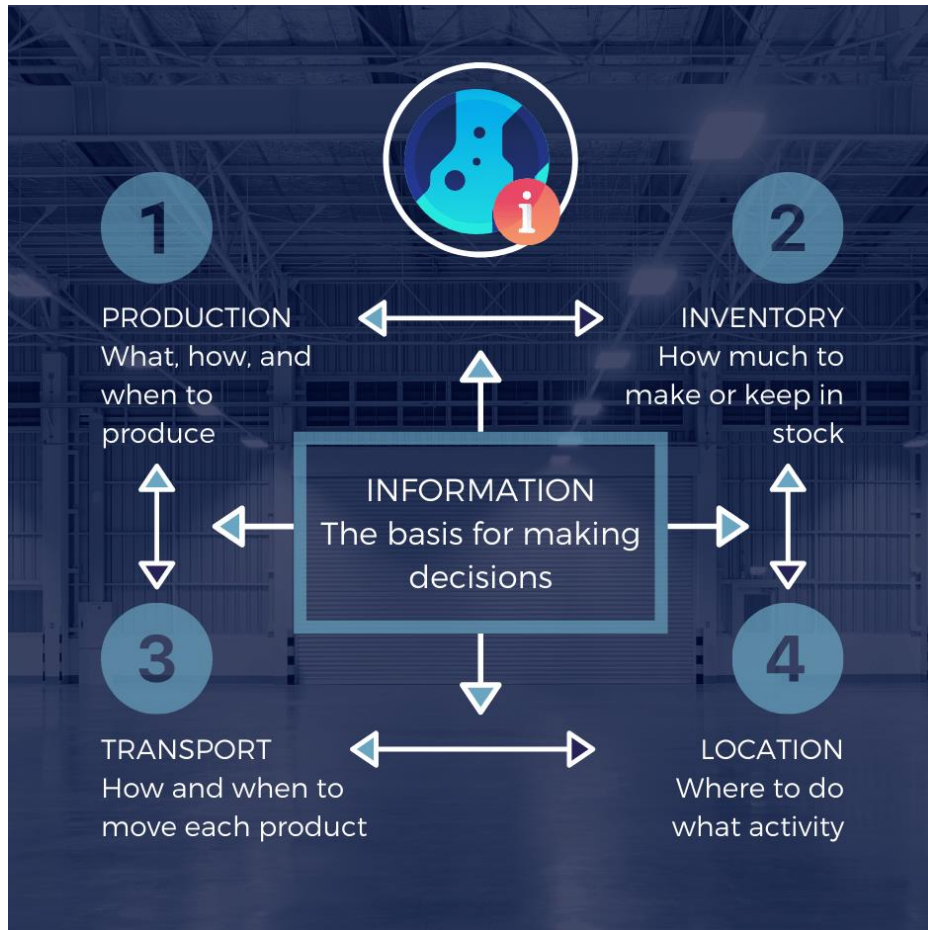 i
1
PRODUCTION
What, how, and
when to
produce
2
INVENTORY
How much to
make or keep in
stock
INFORMATION
The basis for making
decisions
3
TRANSPORT
How and when to
move each product
4
LOCATION
Where to do
what activity